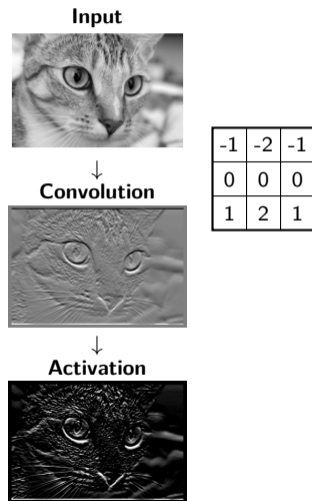 Input
↓
Convolution
↓
Activation
-1 -2 -1
0 0 0
1 2 1